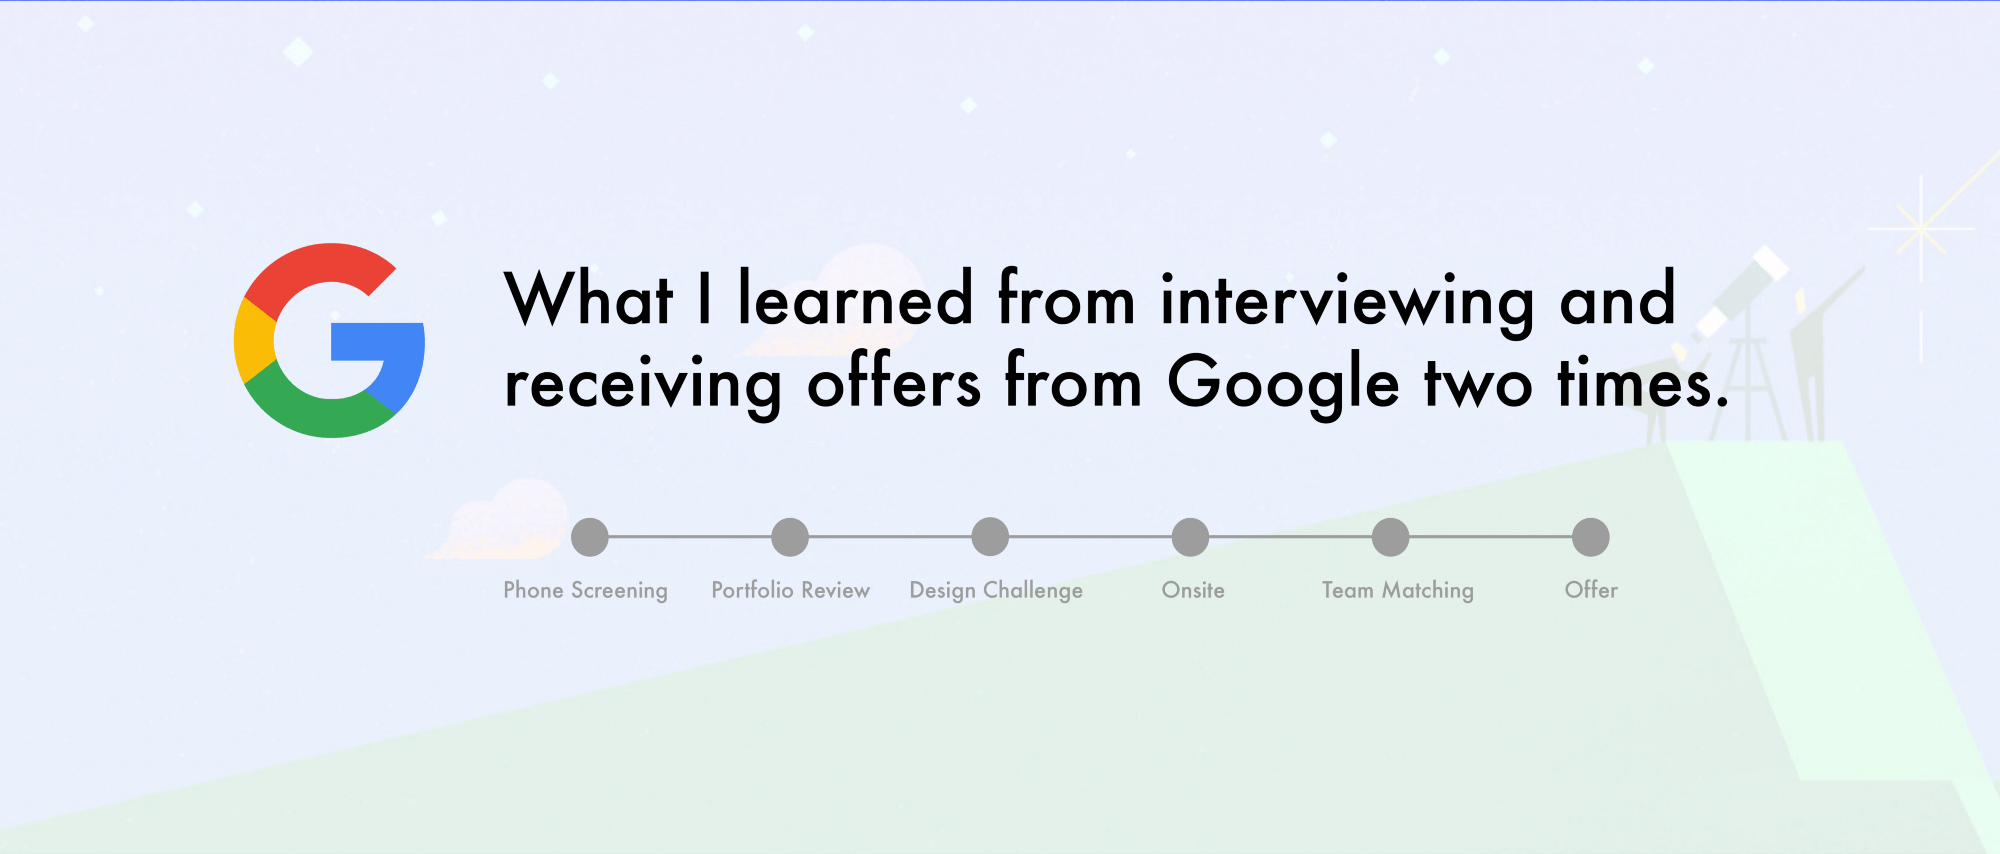 What I learned from interviewing and
receiving offers from Google two times.
Phone Screening Portfolio Review Design Challenge Onsite Team Matching Offer